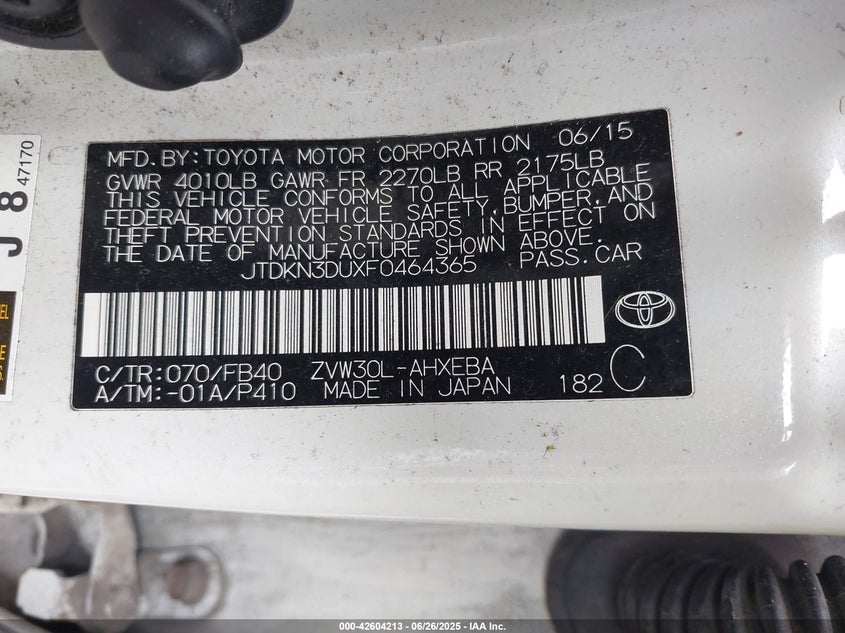 MFD. BY: TOYOTA MOTOR CORPORATION 06/15
GVWR 4010LB GAWR FR 2270LB RR 2175LB
THIS VEHICLE CONFORMS TO ALL APPLICABLE
FEDERAL MOTOR VEHICLE SAFETY, BUMPER, AND
THEFT PREVENTION STANDARDS IN EFFECT ON
THE DATE OF MANUFACTURE SHOWN ABOVE.
JTDKN3DUXF0464365 PASS. CAR
C/TR: 070/FB40 ZVW30L-AHXEBA
A/TM: -01A/P410 MADE IN JAPAN 182 C
J 8 47170
000-42604213 - 06/26/2025 - IAA Inc.